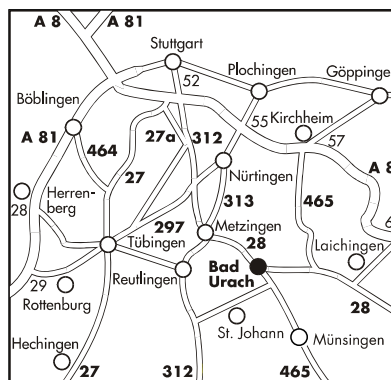 A 8
A 81
Stuttgart
52
Plochingen
Göppinge
Böblingen
55
Kirchheim
A 81
464
27a
312
57
27
A 8
28
Herren-
berg
Nürtingen
313
465
297
Metzingen
Tübingen
28
Laichingen
29
Reutlingen
Bad
Urach
Rottenburg
28
St. Johann
Hechingen
Münsingen
27
312
465